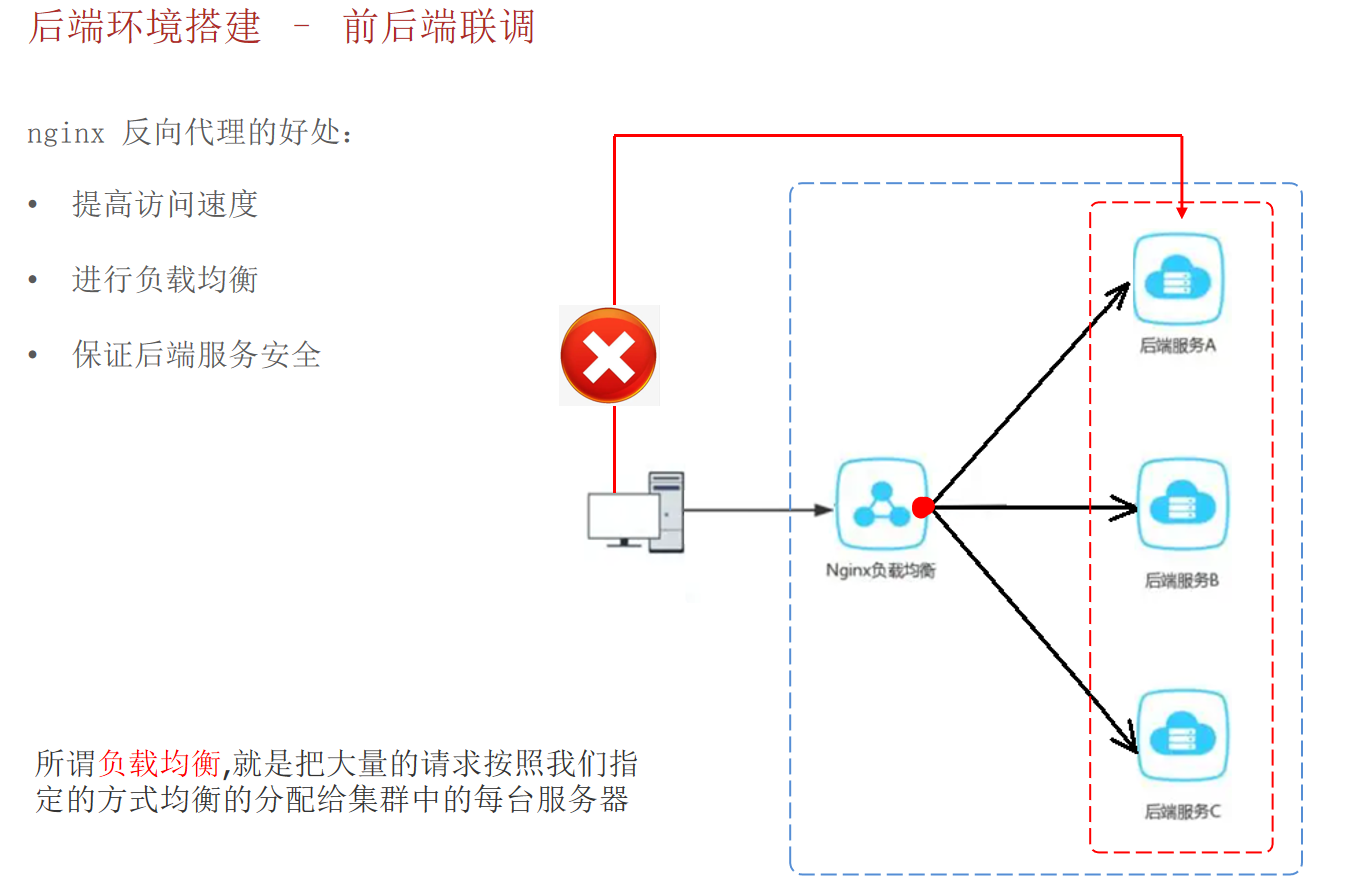 后端环境搭建 - 前后端联调
nginx 反向代理的好处：
• 提高访问速度
• 进行负载均衡
• 保证后端服务安全
后端服务A
Nginx负载均衡
后端服务B
后端服务C
所谓负载均衡,就是把大量的请求按照我们指
定的方式均衡的分配给集群中的每台服务器